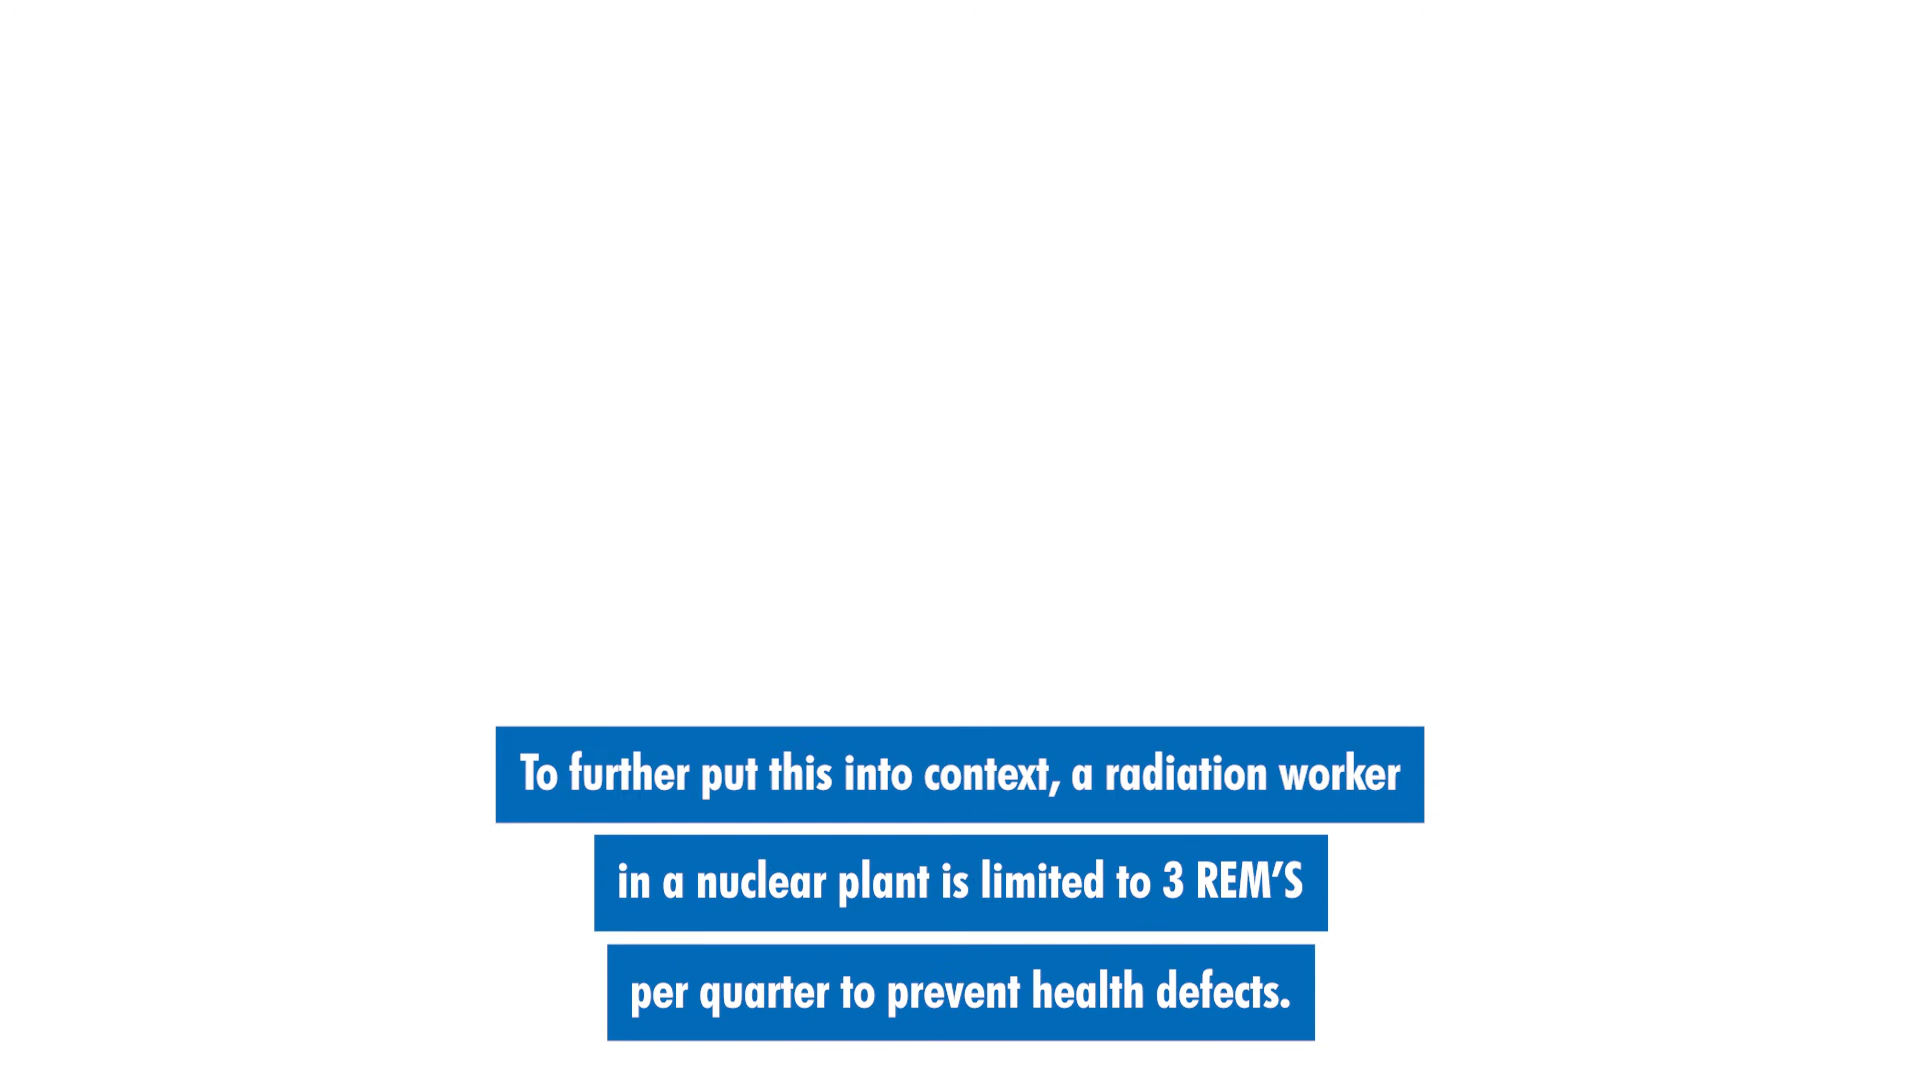 To further put this into context, a radiation worker
in a nuclear plant is limited to 3 REM’S
per quarter to prevent health defects.